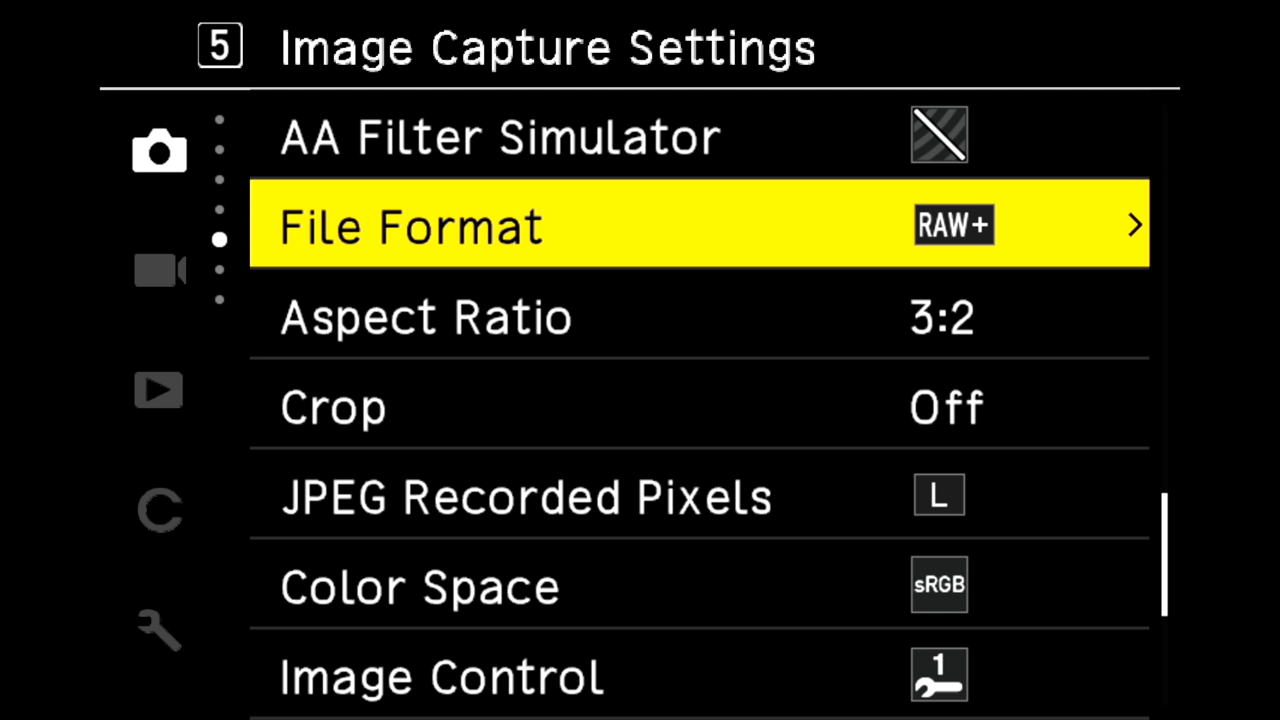 5 Image Capture Settings
AA Filter Simulator
File Format RAW+
Aspect Ratio 3:2
Crop Off
JPEG Recorded Pixels L
Color Space sRGB
Image Control 1